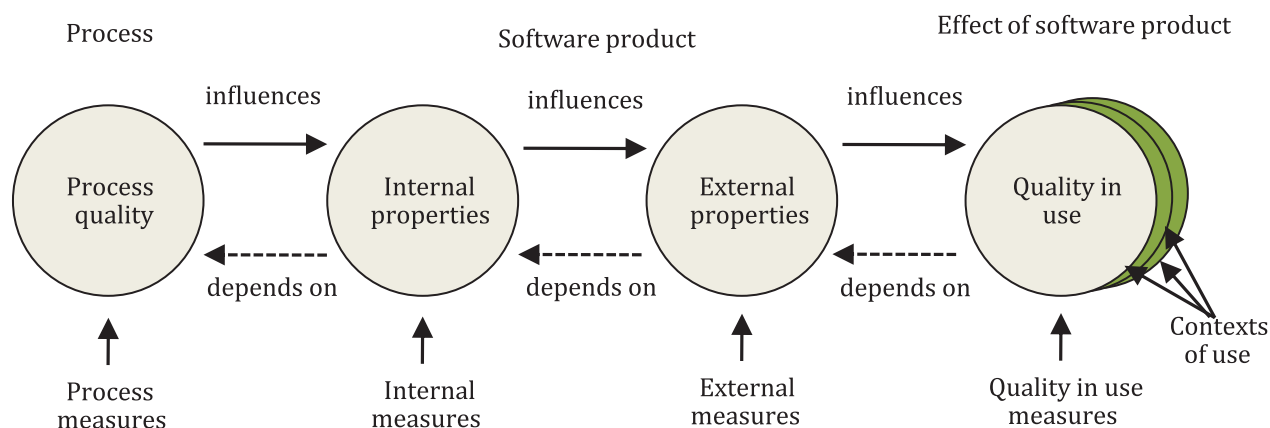 Process
Software product
Effect of software product
influences
influences
influences
Process
quality
Internal
properties
External
properties
Quality in
use
depends on
depends on
depends on
Contexts
of use
Process
measures
Internal
measures
External
measures
Quality in use
measures